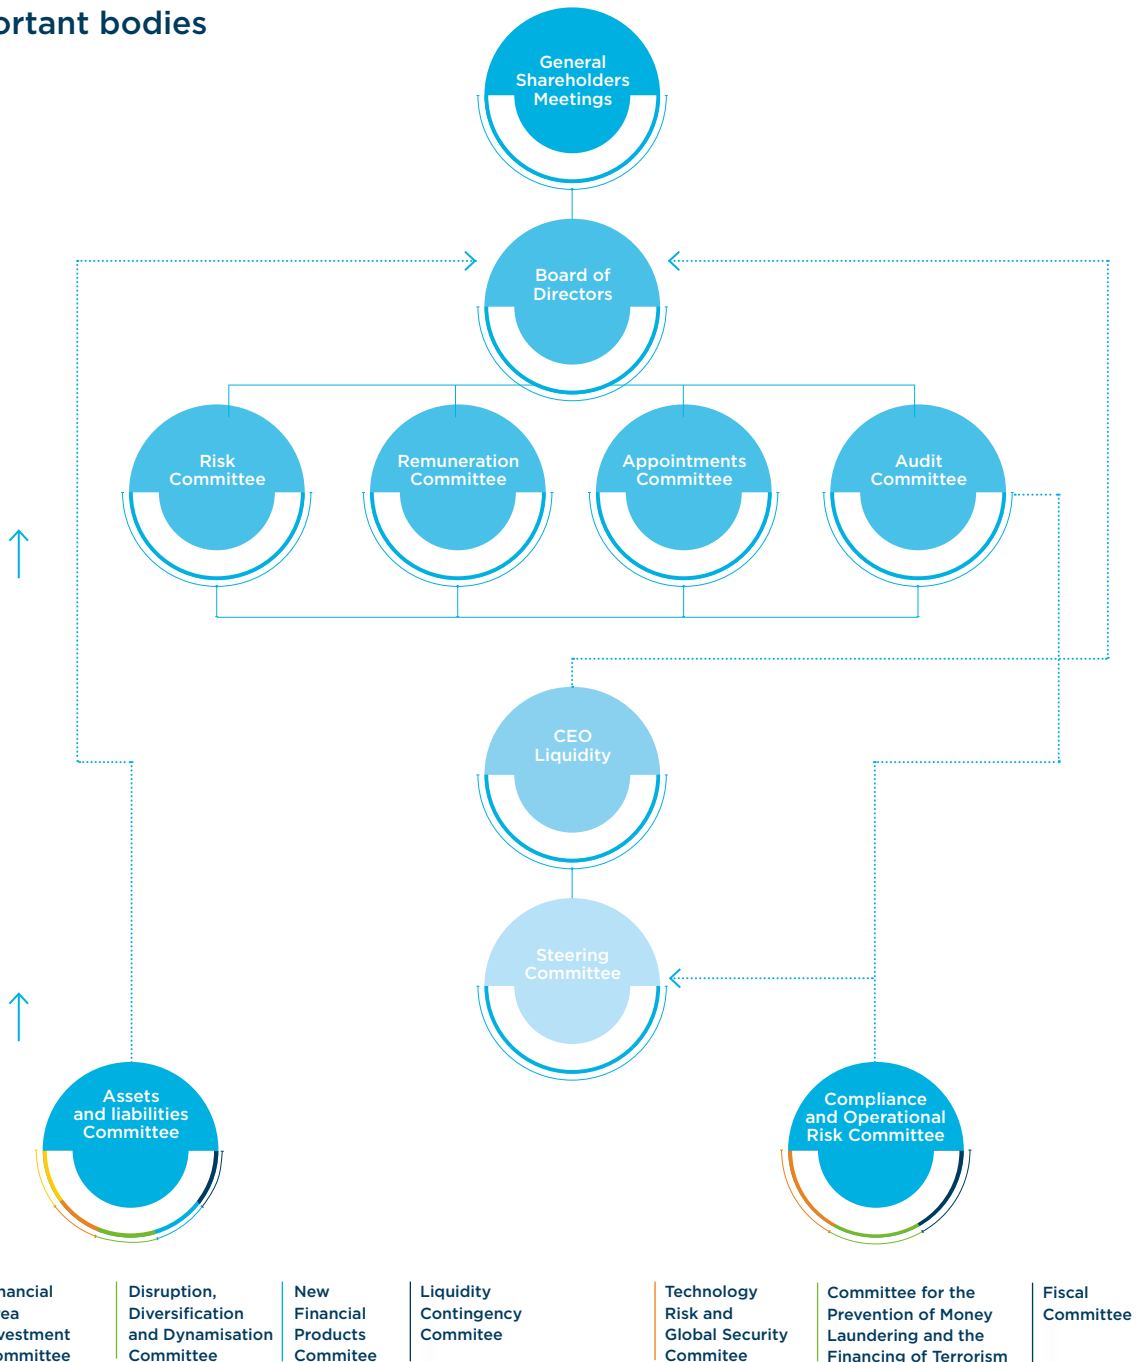 ortant bodies
General
Shareholders
Meetings
Board of
Directors
Risk
Committee
Remuneration
Committee
Appointments
Committee
Audit
Committee
CEO
Liquidity
Steering
Committee
Assets
and liabilities
Committee
Compliance
and Operational
Risk Committee
nancial
rea
vestment
ommittee
Disruption,
Diversification
and Dynamisation
Committee
New
Financial
Products
Commitee
Liquidity
Contingency
Commitee
Technology
Risk and
Global Security
Commitee
Committee for the
Prevention of Money
Laundering and the
Financing of Terrorism
Fiscal
Committee